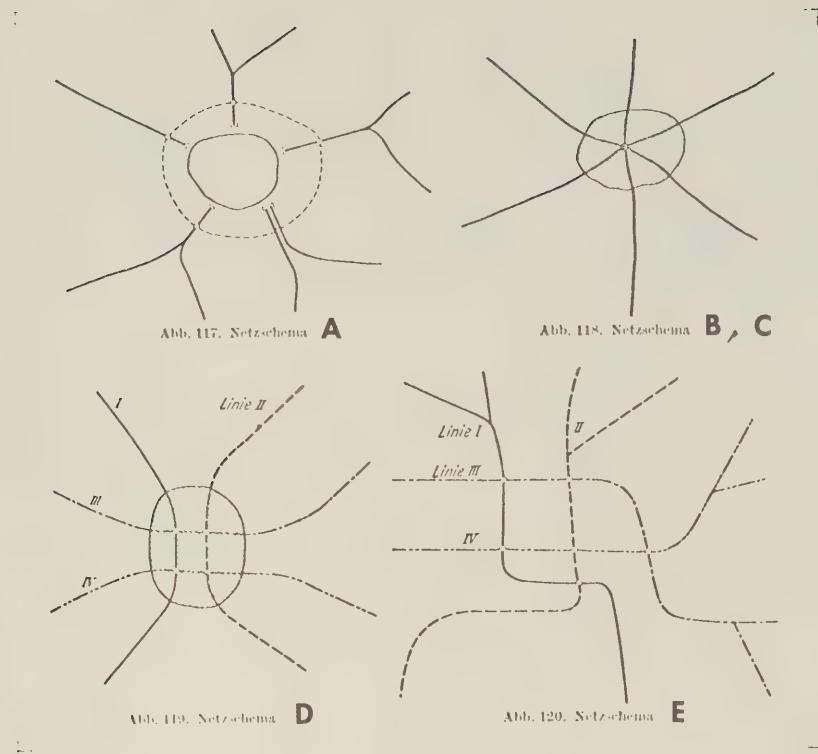 Abb. 117. Netzschema A
Abb. 118. Netzschema B, C
I
Linie II
III
IV
Abb. 119. Netzschema D
Linie I
II
Linie III
IV
Abb. 120. Netzschema E